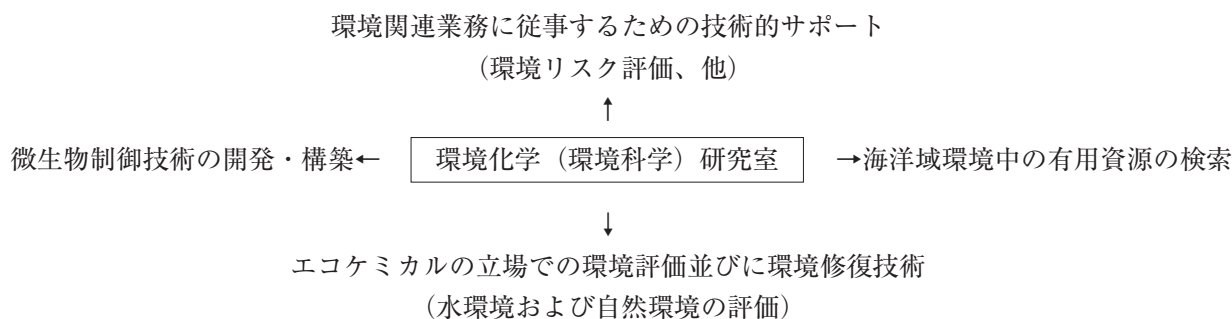 環境関連業務に従事するための技術的サポート
（環境リスク評価、他）
↑
微生物制御技術の開発・構築← 環境化学（環境科学）研究室 →海洋域環境中の有用資源の検索
↓
エコケミカルの立場での環境評価並びに環境修復技術
（水環境および自然環境の評価）